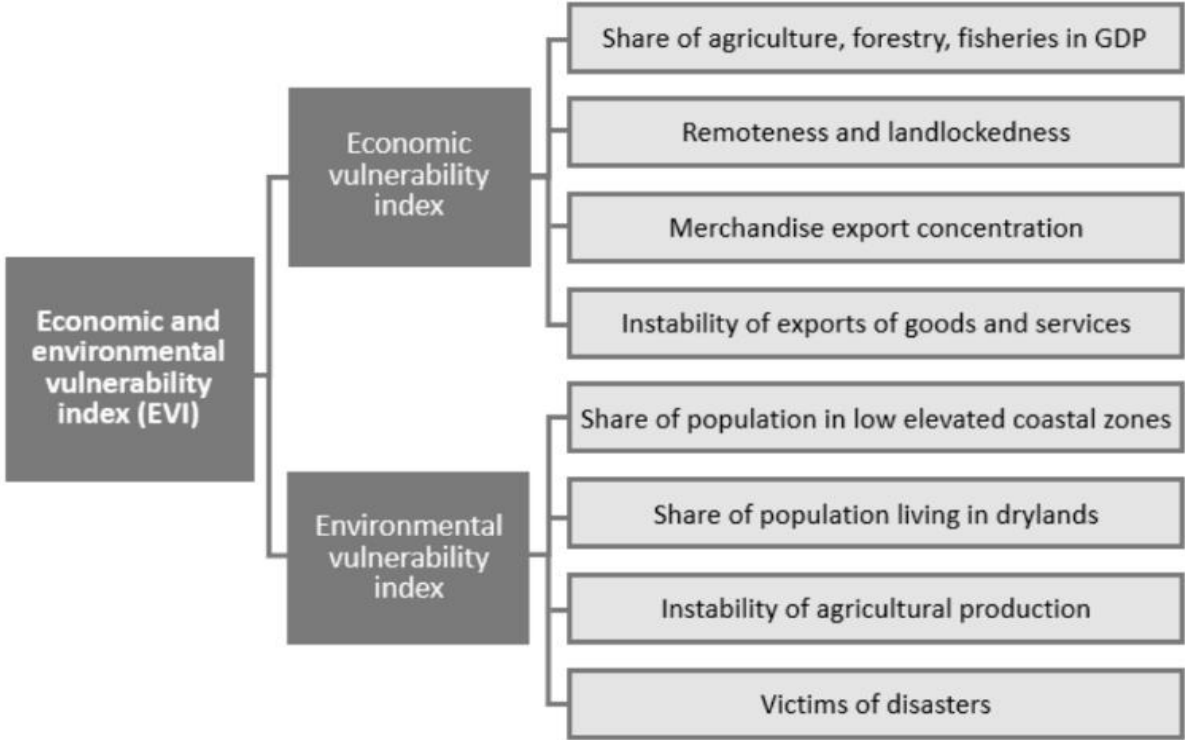 Economic and
environmental
vulnerability
index (EVI)
Economic
vulnerability
index
Share of agriculture, forestry, fisheries in GDP
Remoteness and landlockedness
Merchandise export concentration
Instability of exports of goods and services
Environmental
vulnerability
index
Share of population in low elevated coastal zones
Share of population living in drylands
Instability of agricultural production
Victims of disasters